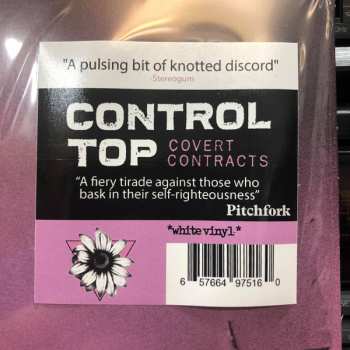 "A pulsing bit of knotted discord"
-Stereogum
CONTROL
TOP COVERT
CONTRACTS
"A fiery tirade against those who
bask in their self-righteousness"
Pitchfork
*white vinyl*
6 57664 97516 0